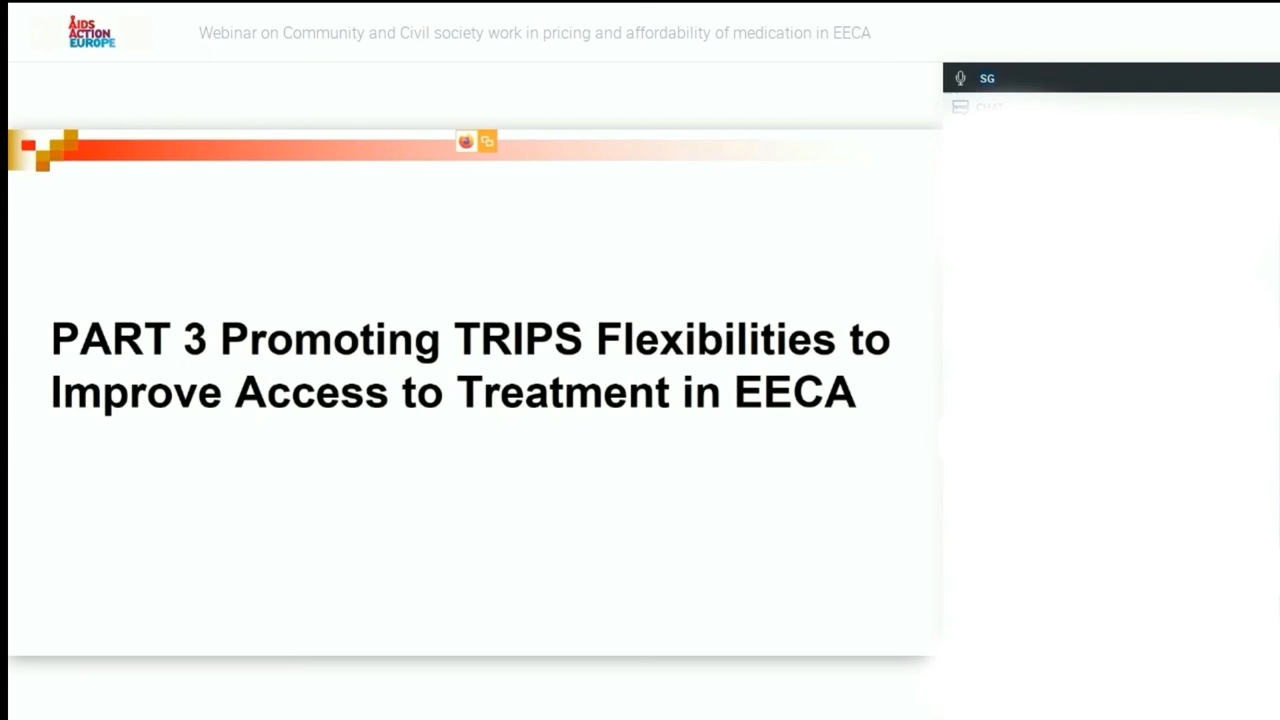 AIDS
ACTION
EUROPE
Webinar on Community and Civil society work in pricing and affordability of medication in EECA
SG
CHAT
PART 3 Promoting TRIPS Flexibilities to
Improve Access to Treatment in EECA